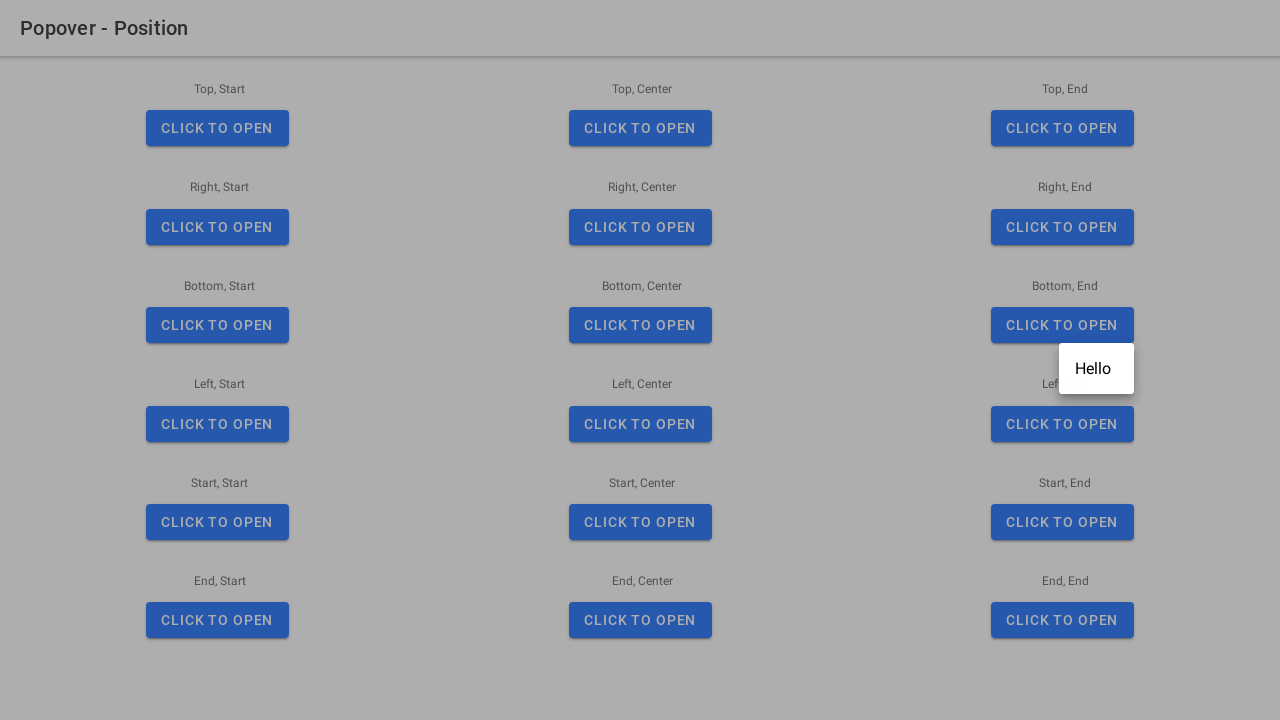 Popover - Position
Top, Start
Top, Center
Top, End
CLICK TO OPEN
CLICK TO OPEN
CLICK TO OPEN
Right, Start
Right, Center
Right, End
CLICK TO OPEN
CLICK TO OPEN
CLICK TO OPEN
Bottom, Start
Bottom, Center
Bottom, End
CLICK TO OPEN
CLICK TO OPEN
CLICK TO OPEN
Hello
Left, Start
Left, Center
CLICK TO OPEN
CLICK TO OPEN
CLICK TO OPEN
Start, Start
Start, Center
Start, End
CLICK TO OPEN
CLICK TO OPEN
CLICK TO OPEN
End, Start
End, Center
End, End
CLICK TO OPEN
CLICK TO OPEN
CLICK TO OPEN